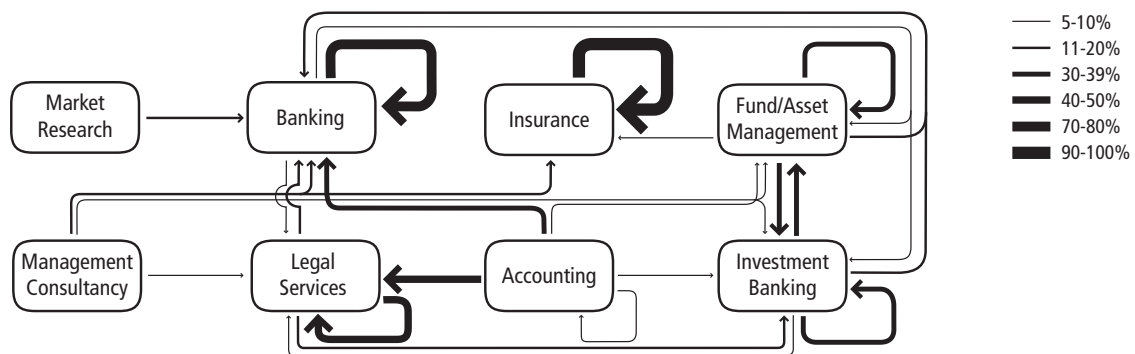 Market
Research
Banking
Insurance
Fund/Asset
Management
Management
Consultancy
Legal
Services
Accounting
Investment
Banking
5-10%
11-20%
30-39%
40-50%
70-80%
90-100%